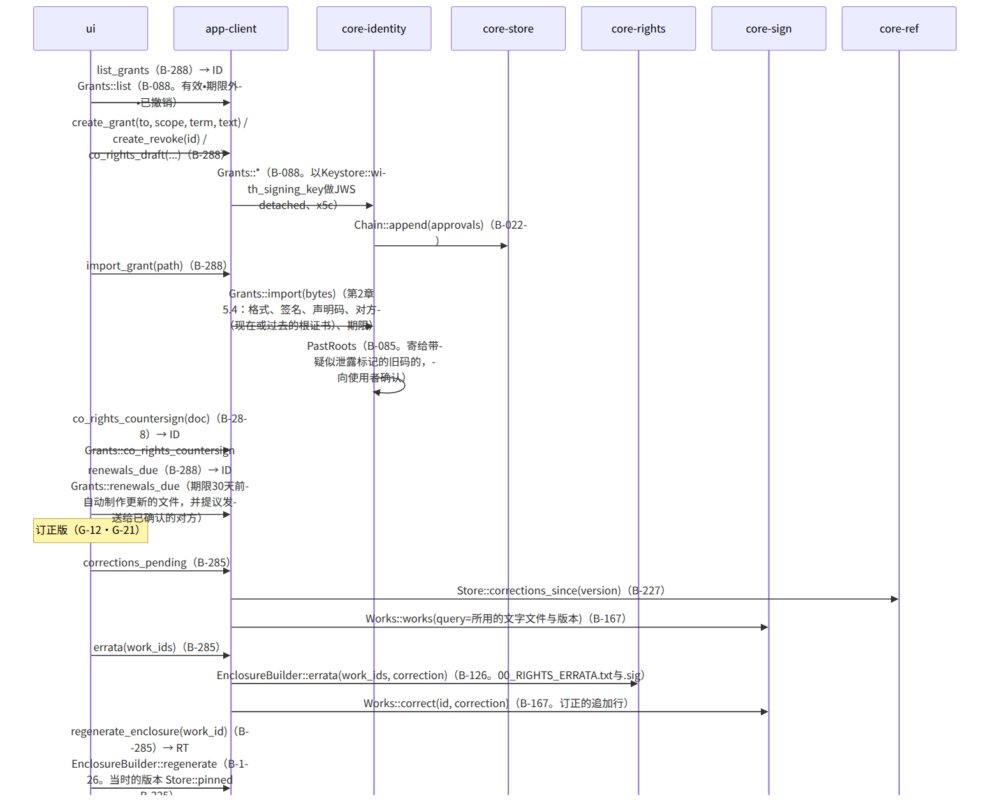 ui
app-client
core-identity
core-store
core-rights
core-sign
core-ref
list_grants（B-288）→ ID
Grants::list（B-088。有效•期限外-
•已撤销）
create_grant(to, scope, term, text) /
create_revoke(id) /
co_rights_draft(...)（B-288）
Grants::*（B-088。以Keystore::wi-
th_signing_key做JWS
detached、x5c）
Chain::append(approvals)（B-022-
）
import_grant(path)（B-288）
Grants::import(bytes)（第2章
5.4：格式、签名、声明码、对方-
（现在或过去的根证书）、期限）
PastRoots（B-085。寄给带-
疑似泄露标记的旧码的，-
向使用者确认）
co_rights_countersign(doc)（B-28-
8）→ ID
Grants::co_rights_countersign
renewals_due（B-288）→ ID
Grants::renewals_due（期限30天前-
自动制作更新的文件，并提议发-
送给已确认的对方）
订正版（G-12・G-21）
corrections_pending（B-285）
Store::corrections_since(version)（B-227）
Works::works(query=所用的文字文件与版本)（B-167）
errata(work_ids)（B-285）
EnclosureBuilder::errata(work_ids, correction)（B-126。00_RIGHTS_ERRATA.txt与.sig）
Works::correct(id, correction)（B-167。订正的追加行）
regenerate_enclosure(work_id)（B-
-285）→ RT
EnclosureBuilder::regenerate（B-1-
26。当时的版本 Store::pinned